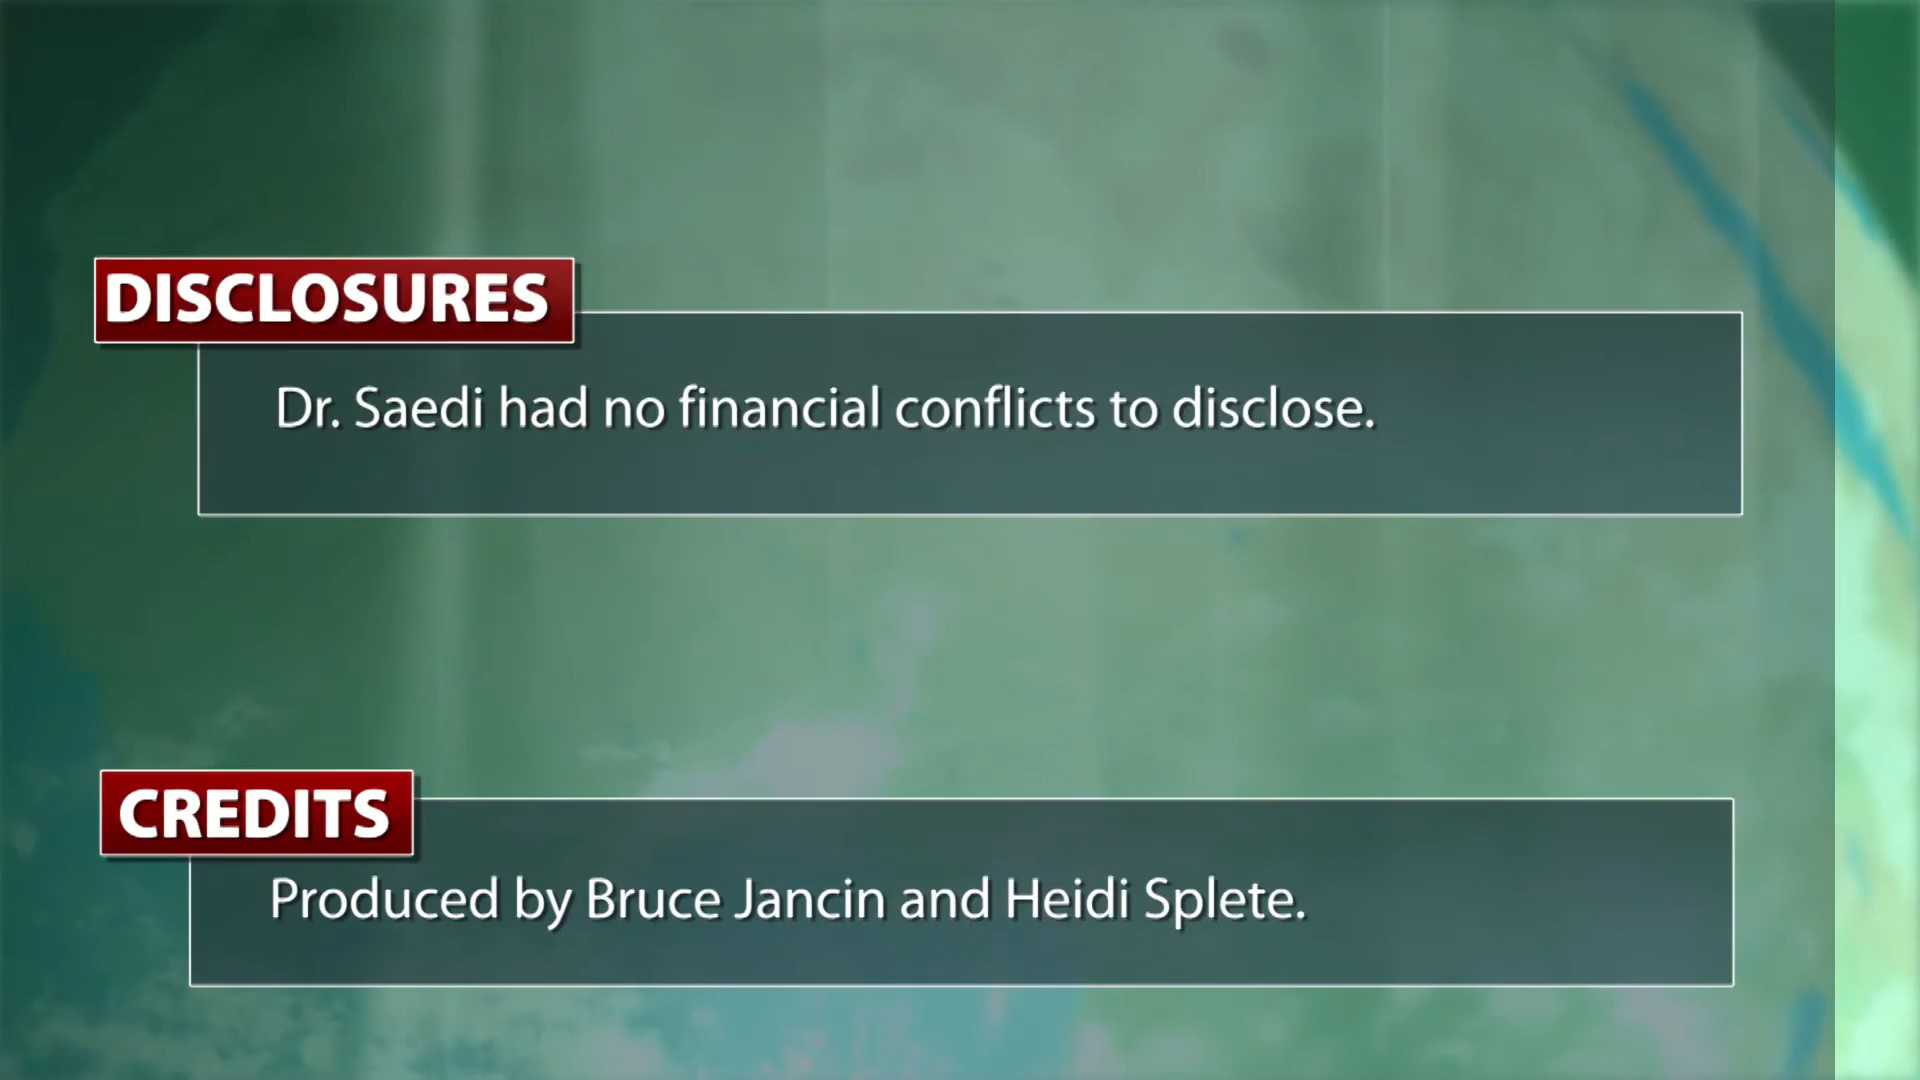 DISCLOSURES
Dr. Saedi had no financial conflicts to disclose.
CREDITS
Produced by Bruce Jancin and Heidi Splete.